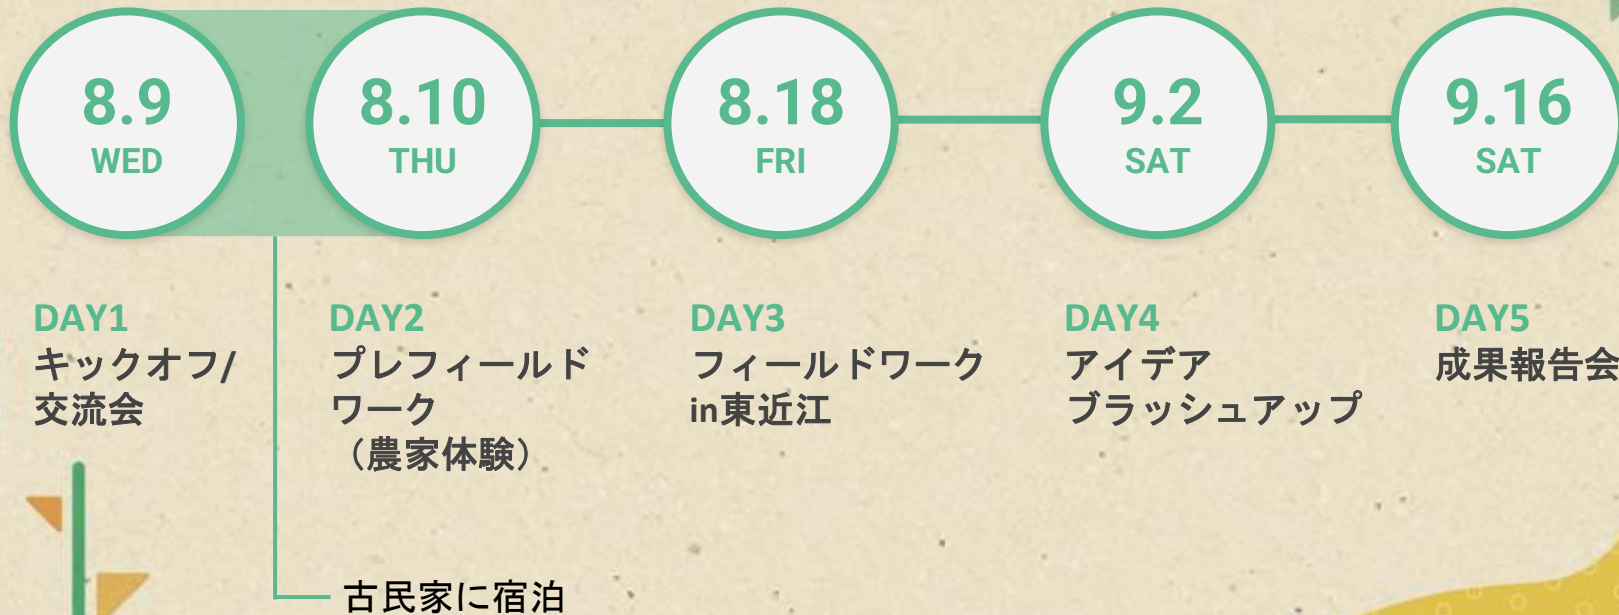 8.9
WED
8.10
THU
8.18
FRI
9.2
SAT
9.16
SAT
DAY1
キックオフ/
交流会
DAY2
プレフィールド
ワーク
（農家体験）
DAY3
フィールドワーク
in東近江
DAY4
アイデア
ブラッシュアップ
DAY5
成果報告会
古民家に宿泊